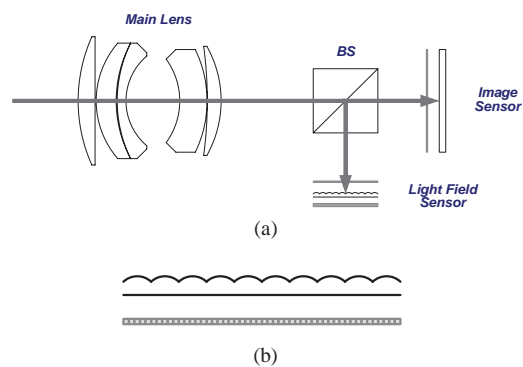 Main Lens
BS
Image
Sensor
Light Field
Sensor
(a)
(b)